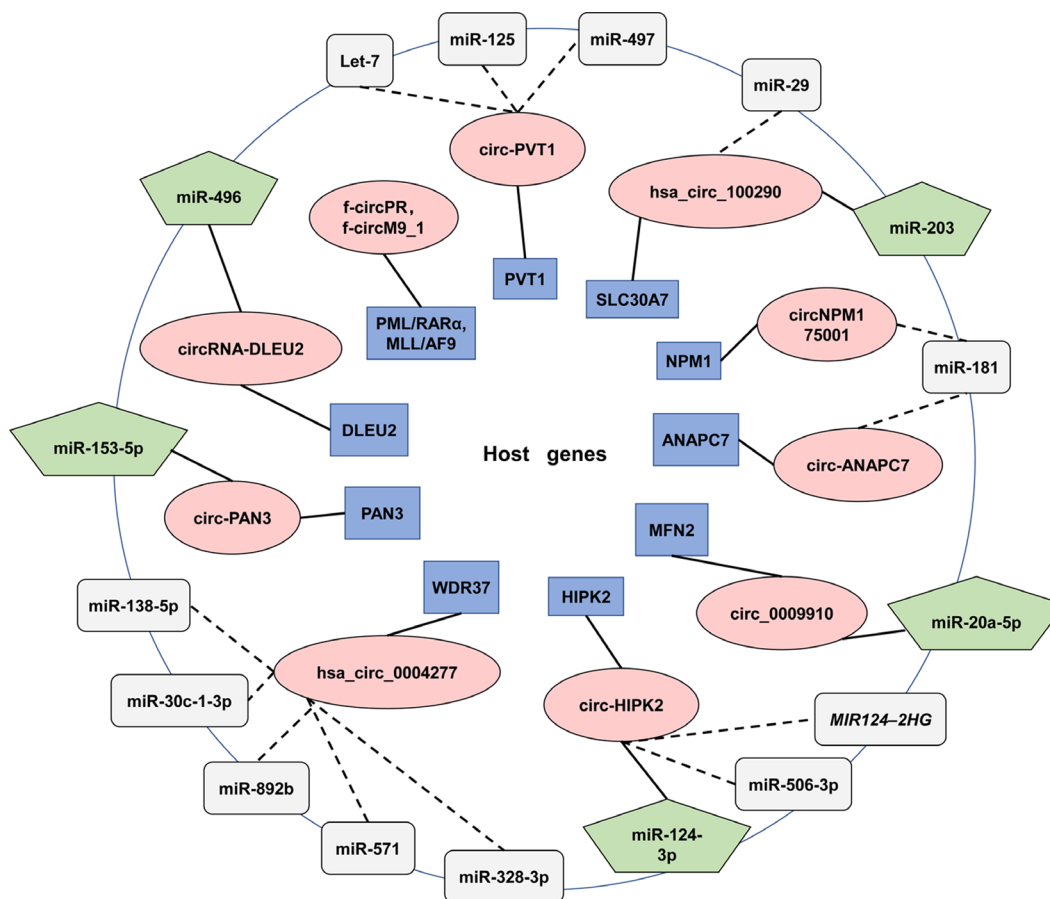 miR-125
miR-497
Let-7
miR-29
circ-PVT1
miR-496
hsa_circ_100290
f-circPR,
f-circM9_1
miR-203
PVT1
SLC30A7
PML/RARα,
MLL/AF9
circNPM1
75001
circRNA-DLEU2
NPM1
miR-181
DLEU2
ANAPC7
miR-153-5p
Host genes
circ-ANAPC7
circ-PAN3
PAN3
MFN2
WDR37
HIPK2
miR-138-5p
circ_0009910
miR-20a-5p
hsa_circ_0004277
miR-30c-1-3p
circ-HIPK2
MIR124–2HG
miR-892b
miR-506-3p
miR-571
miR-124-
3p
miR-328-3p